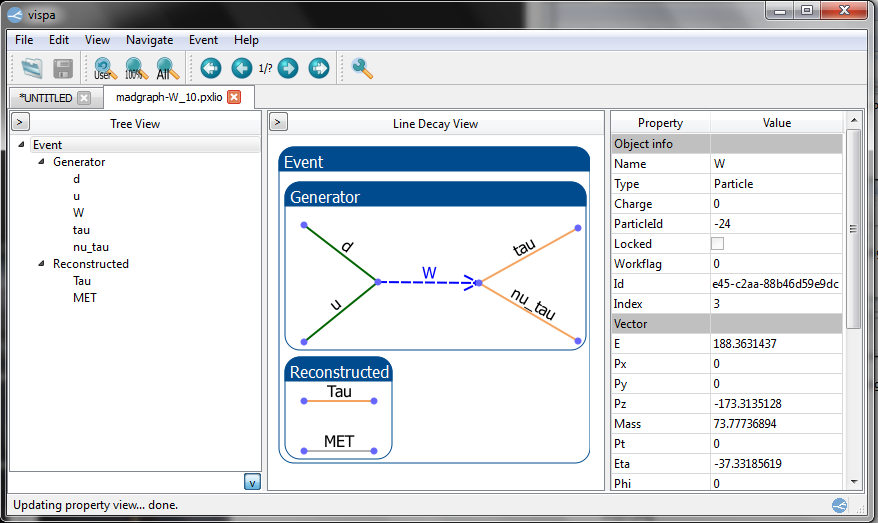 vispa
File Edit View Navigate Event Help
User 100% All 1/?
*UNTITLED madgraph-W_10.pxlio
> Tree View
Event
Generator
d
u
W
tau
nu_tau
Reconstructed
Tau
MET
v
> Line Decay View
Event
Generator
d
u
W
tau
nu_tau
Reconstructed
Tau
MET
Property Value
Object info
Name W
Type Particle
Charge 0
ParticleId -24
Locked
Workflag 0
Id e45-c2aa-88b46d59e9dc
Index 3
Vector
E 188.3631437
Px 0
Py 0
Pz -173.3135128
Mass 73.77736894
Pt 0
Eta -37.33185619
Phi 0
Updating property view... done.